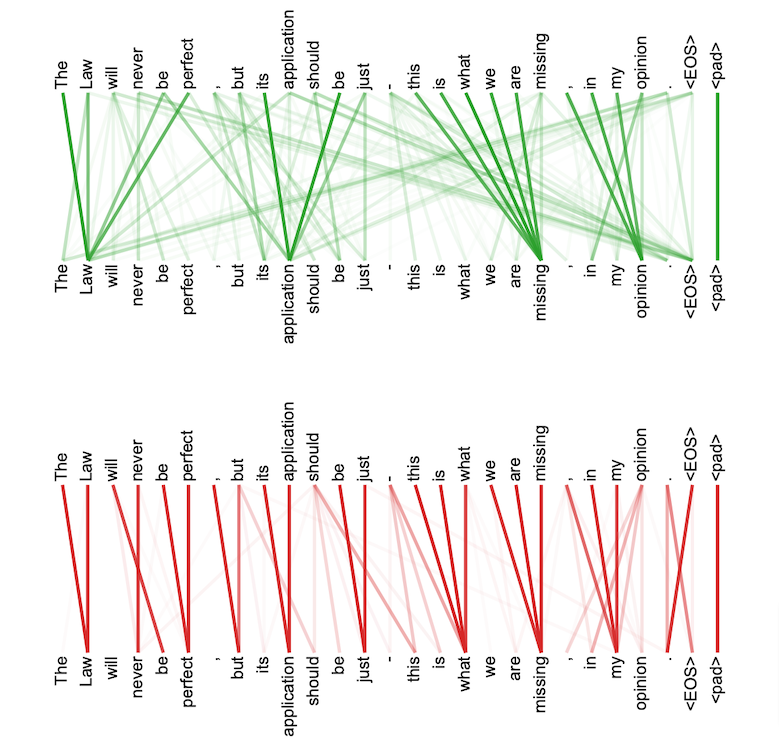 The Law will never be perfect , but its application should be just - this is what we are missing , in my opinion . <EOS> <pad>
The Law will never be perfect , but its application should be just - this is what we are missing , in my opinion . <EOS> <pad>
The Law will never be perfect , but its application should be just - this is what we are missing , in my opinion . <EOS> <pad>
The Law will never be perfect , but its application should be just - this is what we are missing , in my opinion . <EOS> <pad>